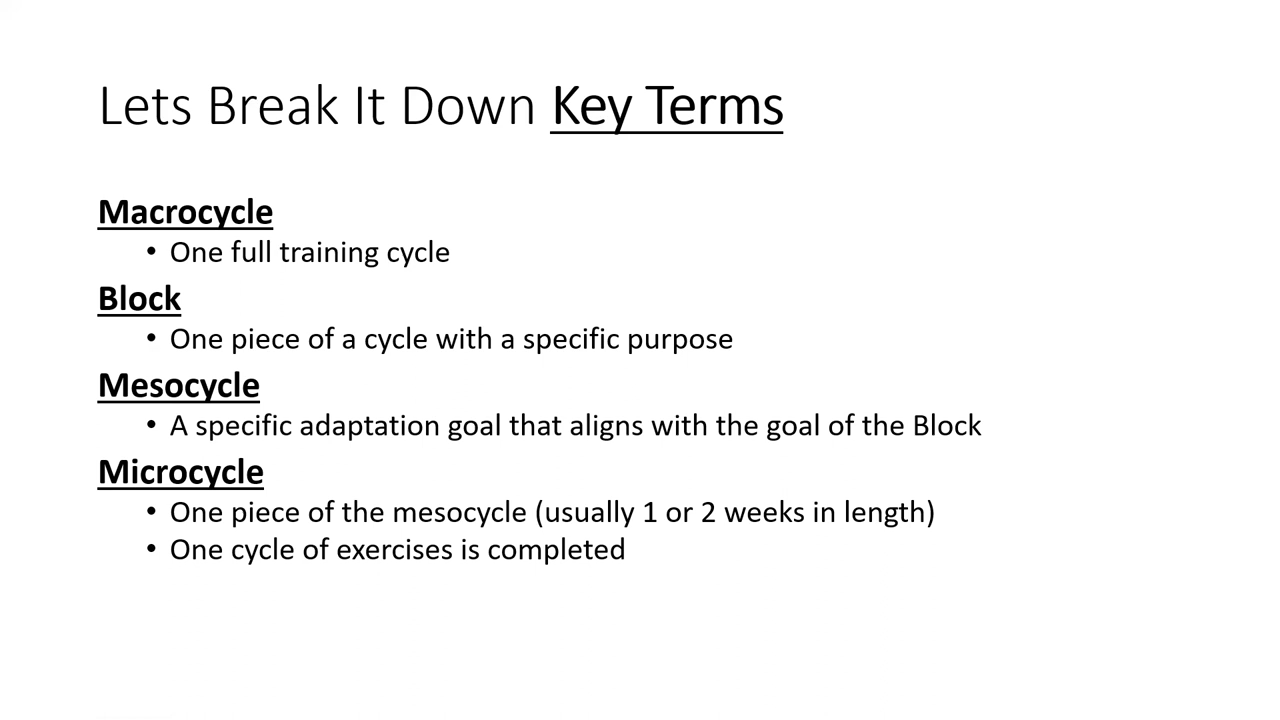 Lets Break It Down Key Terms
Macrocycle
• One full training cycle
Block
• One piece of a cycle with a specific purpose
Mesocycle
• A specific adaptation goal that aligns with the goal of the Block
Microcycle
• One piece of the mesocycle (usually 1 or 2 weeks in length)
• One cycle of exercises is completed